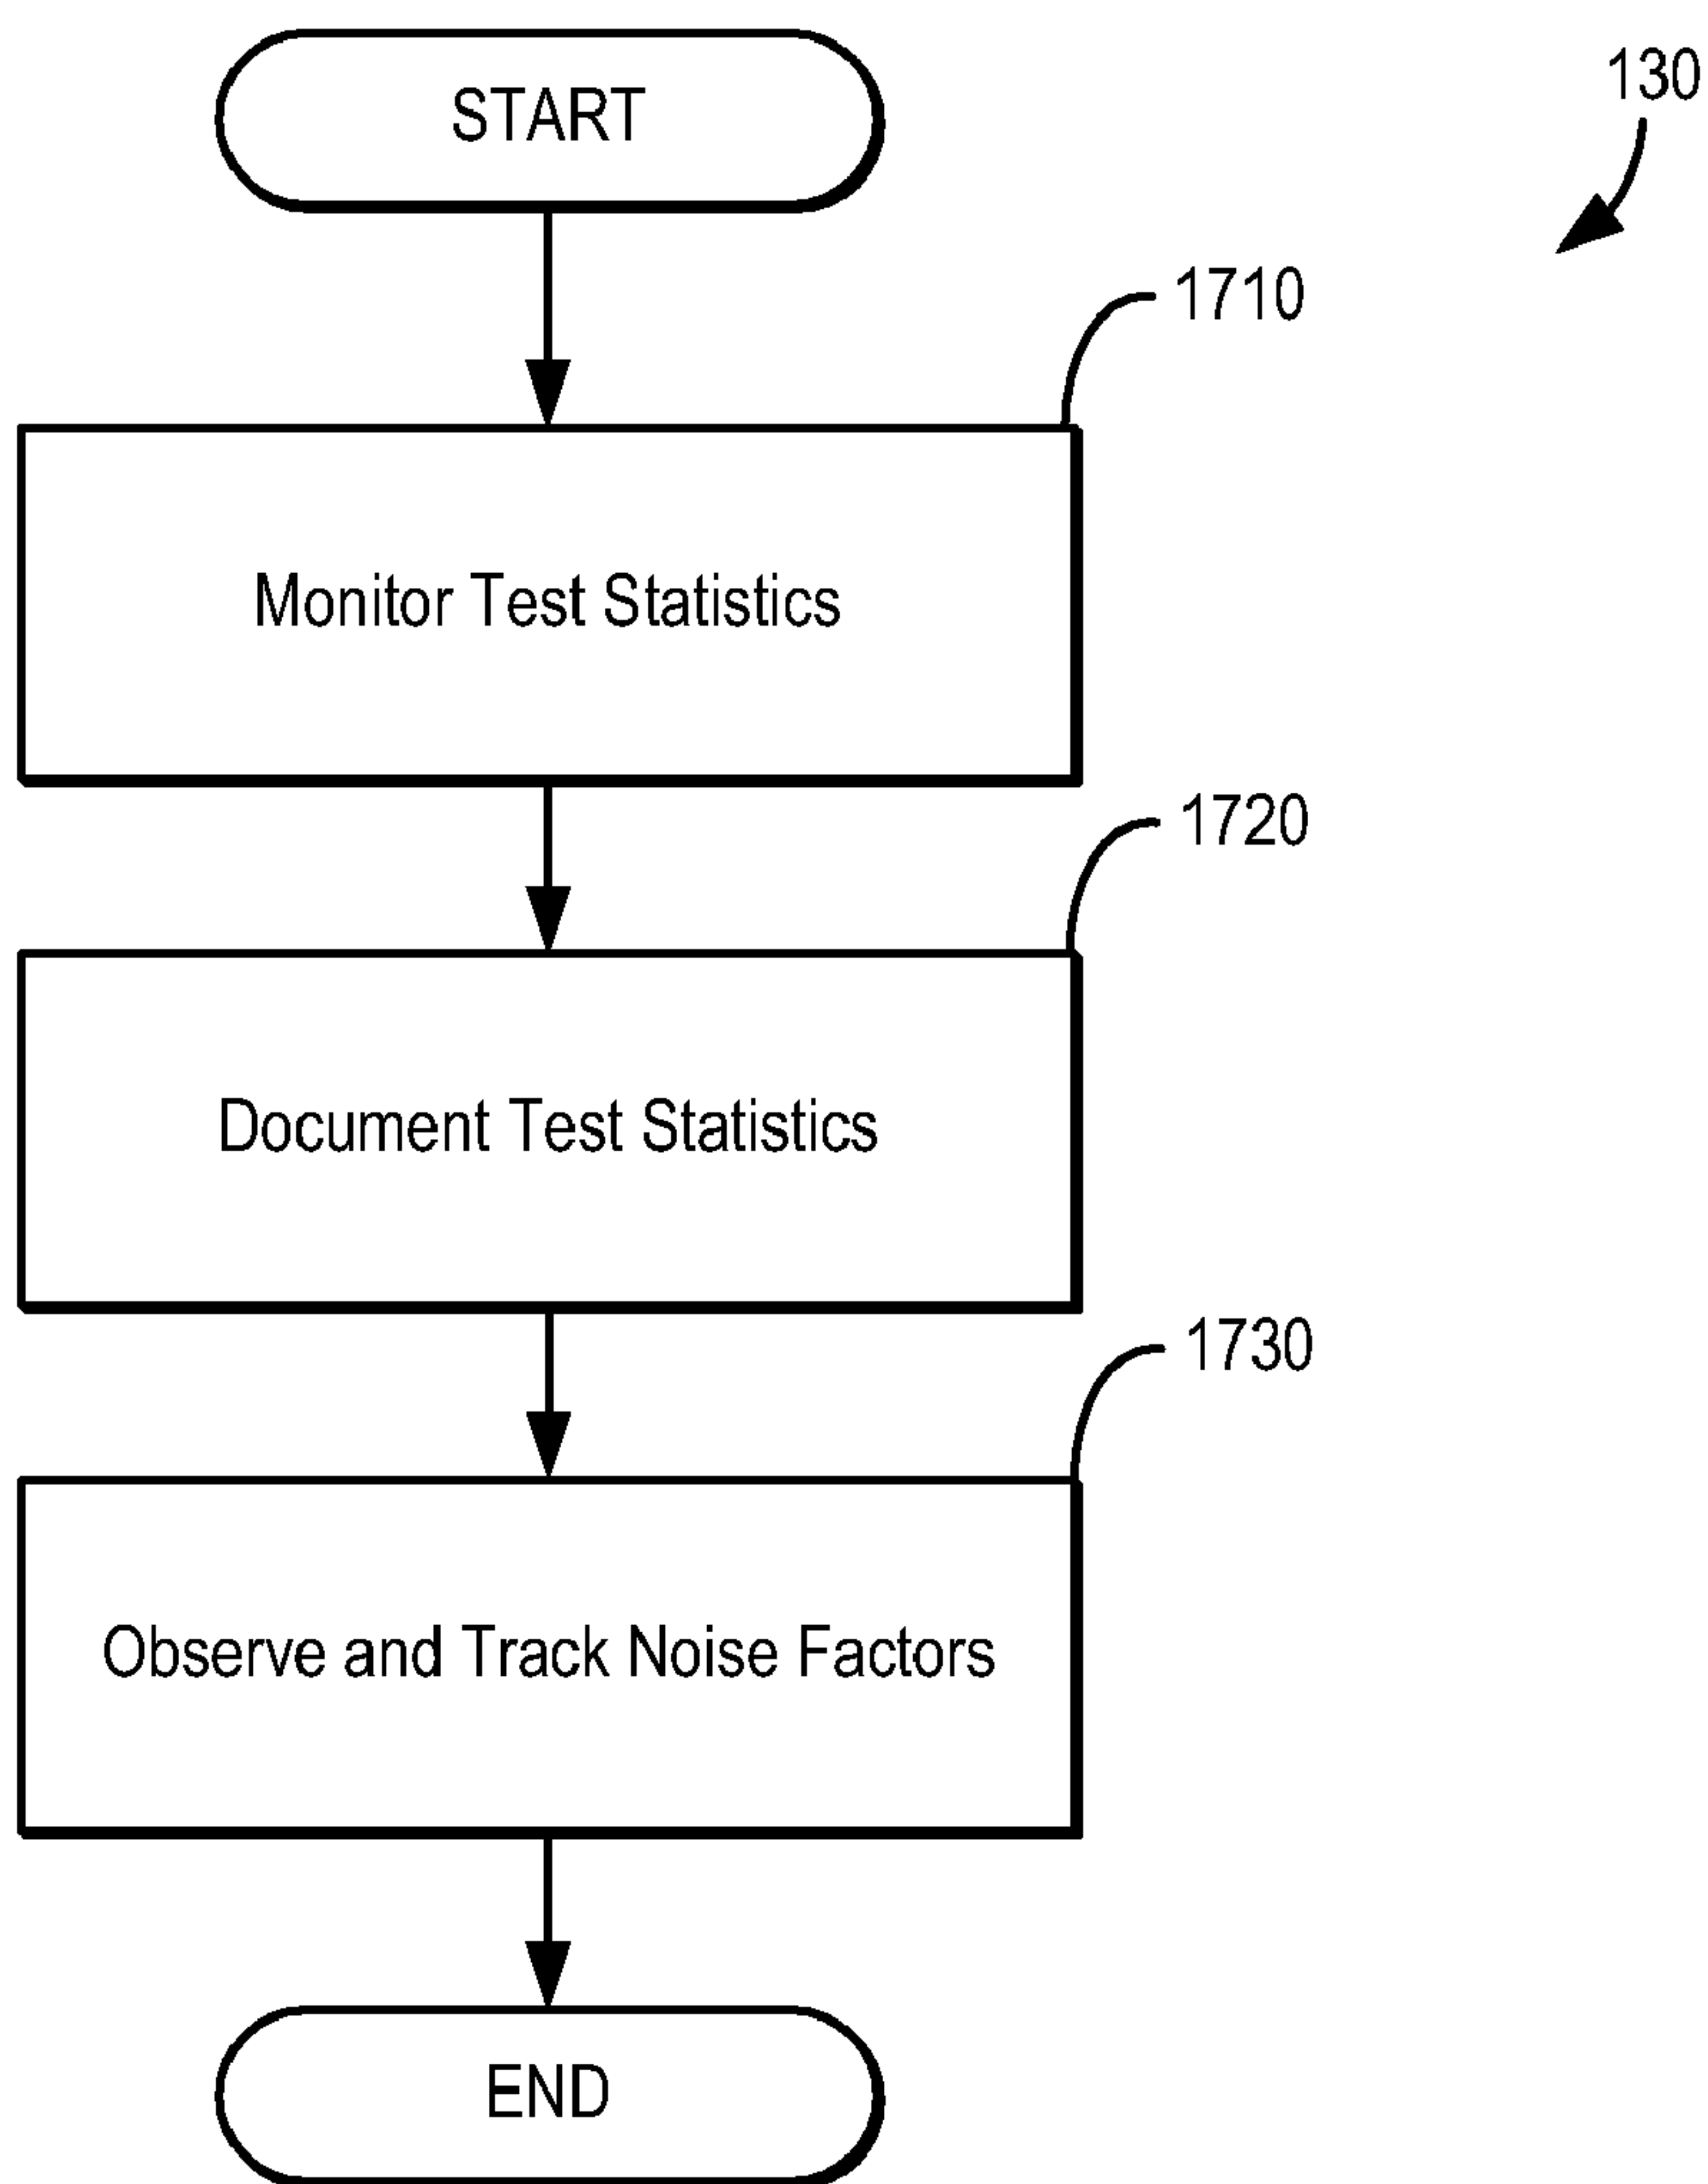 START
130
1710
Monitor Test Statistics
1720
Document Test Statistics
1730
Observe and Track Noise Factors
END